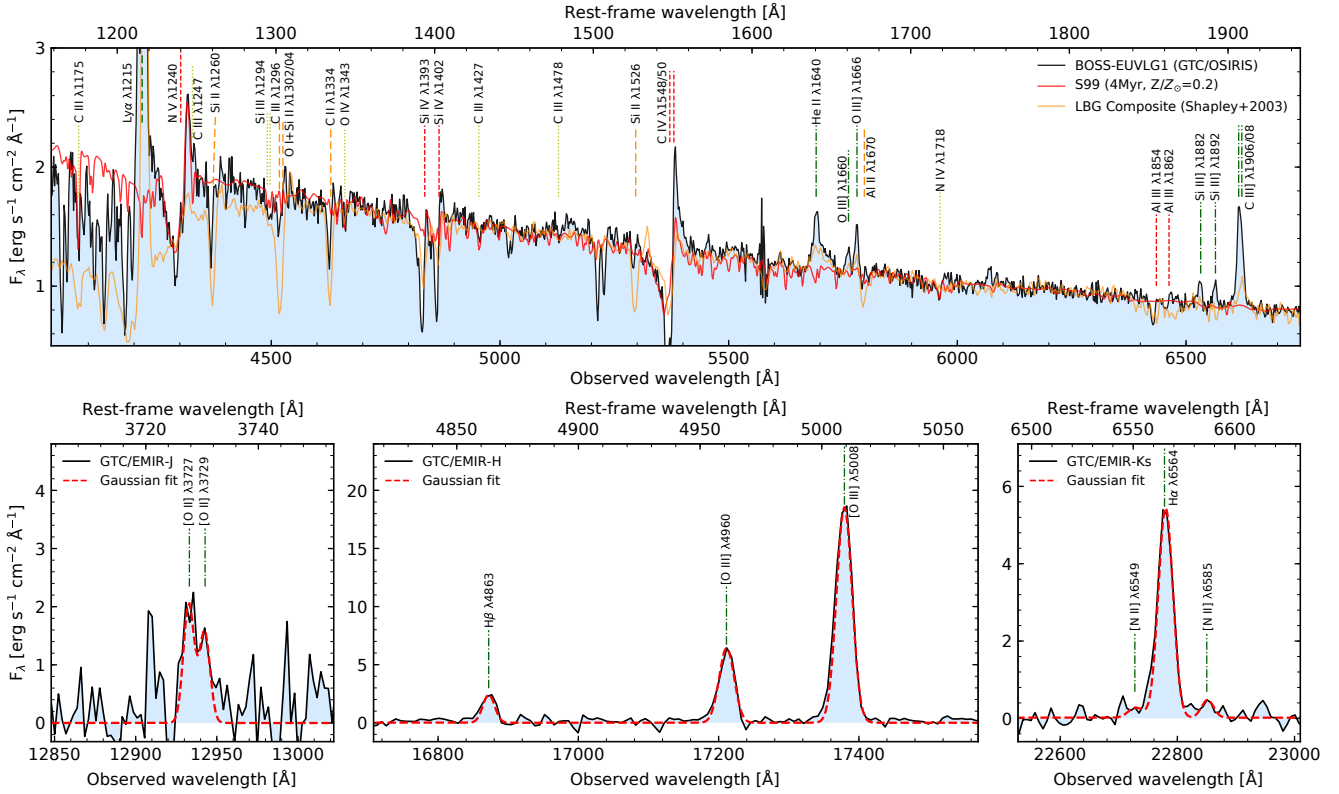 Rest-frame wavelength [Å]
1200 1300 1400 1500 1600 1700 1800 1900
3
2
1
F_λ [erg s⁻¹ cm⁻² Å⁻¹]
C III λ1175
Lyα λ1215
N V λ1240
C III λ1247
Si II λ1260
Si III λ1294
C III λ1296
O I+Si II λ1302/04
C II λ1334
O IV λ1343
Si IV λ1393
Si IV λ1402
C III λ1427
C III λ1478
Si II λ1526
C IV λ1548/50
He II λ1640
O III] λ1660
O III] λ1666
Al II λ1670
N IV λ1718
Al III λ1854
Al III λ1862
Si III] λ1882
Si III] λ1892
C III] λ1906/08
BOSS-EUVLG1 (GTC/OSIRIS)
S99 (4Myr, Z/Z⊙=0.2)
LBG Composite (Shapley+2003)
4500 5000 5500 6000 6500
Observed wavelength [Å]
Rest-frame wavelength [Å]
3720 3740
4
3
2
1
0
F_λ [erg s⁻¹ cm⁻² Å⁻¹]
GTC/EMIR-J
Gaussian fit
[O II] λ3727
[O II] λ3729
12850 12900 12950 13000
Observed wavelength [Å]
Rest-frame wavelength [Å]
4850 4900 4950 5000 5050
20
15
10
5
0
GTC/EMIR-H
Gaussian fit
Hβ λ4863
[O III] λ4960
[O III] λ5008
16800 17000 17200 17400
Observed wavelength [Å]
Rest-frame wavelength [Å]
6500 6550 6600
6
4
2
0
GTC/EMIR-Ks
Gaussian fit
[N II] λ6549
Hα λ6564
[N II] λ6585
22600 22800 23000
Observed wavelength [Å]